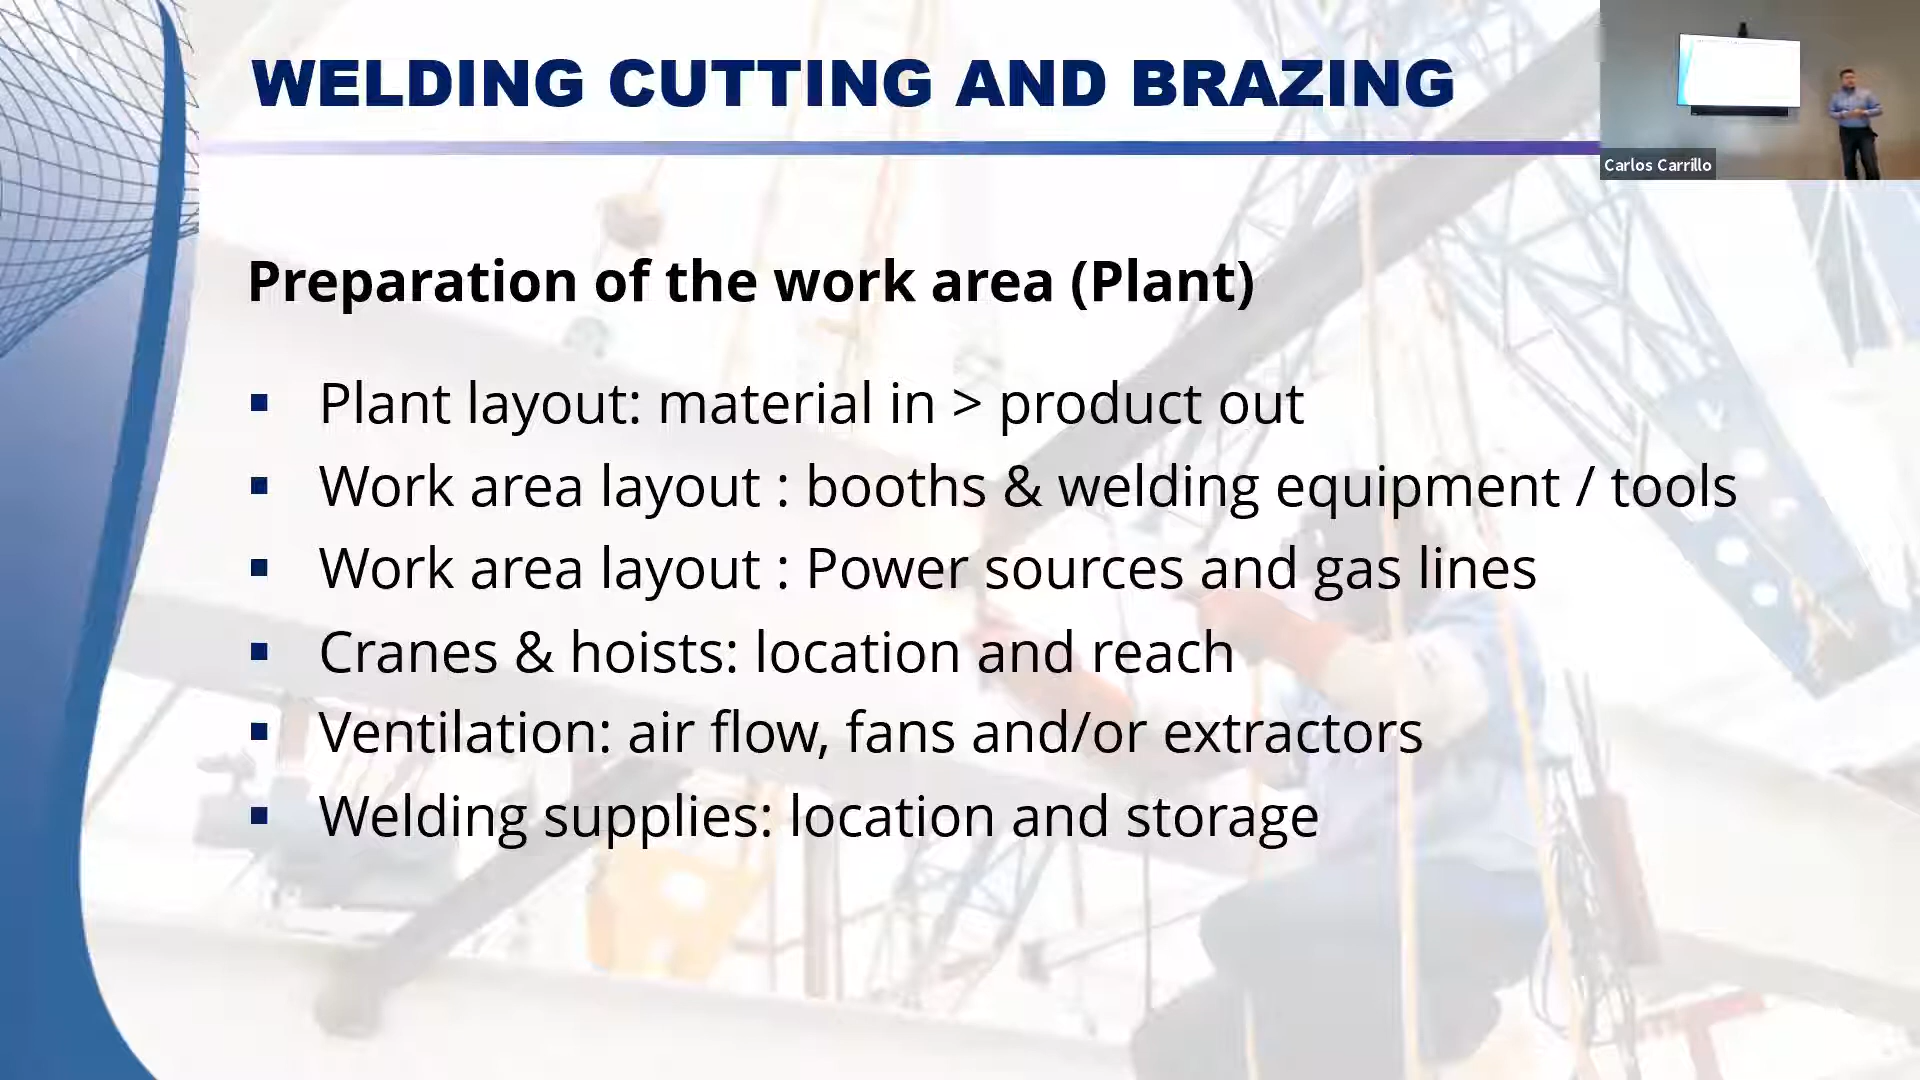 WELDING CUTTING AND BRAZING
Carlos Carrillo
Preparation of the work area (Plant)
▪ Plant layout: material in > product out
▪ Work area layout : booths & welding equipment / tools
▪ Work area layout : Power sources and gas lines
▪ Cranes & hoists: location and reach
▪ Ventilation: air flow, fans and/or extractors
▪ Welding supplies: location and storage